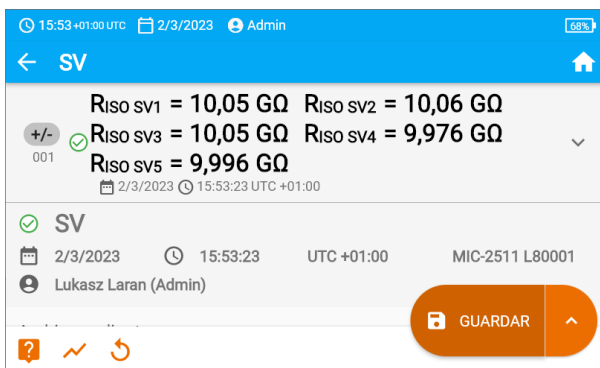 15:53 +01:00 UTC 2/3/2023 Admin 68%
SV
RISO SV1 = 10,05 GΩ RISO SV2 = 10,06 GΩ
+/- RISO SV3 = 10,05 GΩ RISO SV4 = 9,976 GΩ
001
RISO SV5 = 9,996 GΩ
2/3/2023 15:53:23 UTC +01:00
SV
2/3/2023 15:53:23 UTC +01:00 MIC-2511 L80001
Lukasz Laran (Admin)
GUARDAR
?